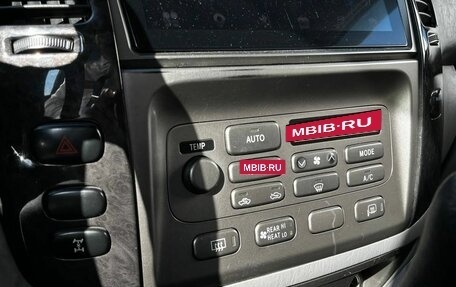 MBIB·RU
AUTO
TEMP
MBIB·RU
MODE
A/C
REAR HI
HEAT LO